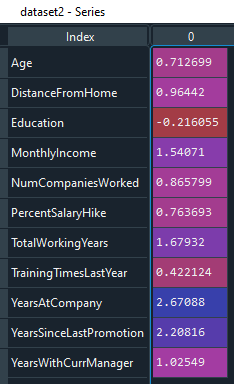 dataset2 - Series
Index 0
Age 0.712699
DistanceFromHome 0.96442
Education -0.216055
MonthlyIncome 1.54071
NumCompaniesWorked 0.865799
PercentSalaryHike 0.763693
TotalWorkingYears 1.67932
TrainingTimesLastYear 0.422124
YearsAtCompany 2.67088
YearsSinceLastPromotion 2.20816
YearsWithCurrManager 1.02549